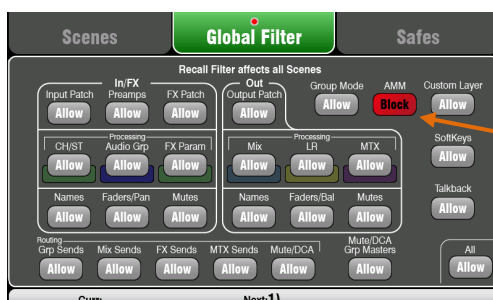 Scenes Global Filter Safes
Recall Filter affects all Scenes
In/FX Out
Input Patch Preamps FX Patch Output Patch Group Mode AMM Custom Layer
Allow Allow Allow Allow Allow Block Allow
Processing Processing
CH/ST Audio Grp FX Param Mix LR MTX SoftKeys
Allow Allow Allow Allow Allow Allow Allow
Names Faders/Pan Mutes Names Faders/Bal Mutes Talkback
Allow Allow Allow Allow Allow Allow Allow
Routing Mute/DCA
Grp Sends Mix Sends FX Sends MTX Sends Mute/DCA Grp Masters All
Allow Allow Allow Allow Allow Allow Allow
Curr: Next:1)